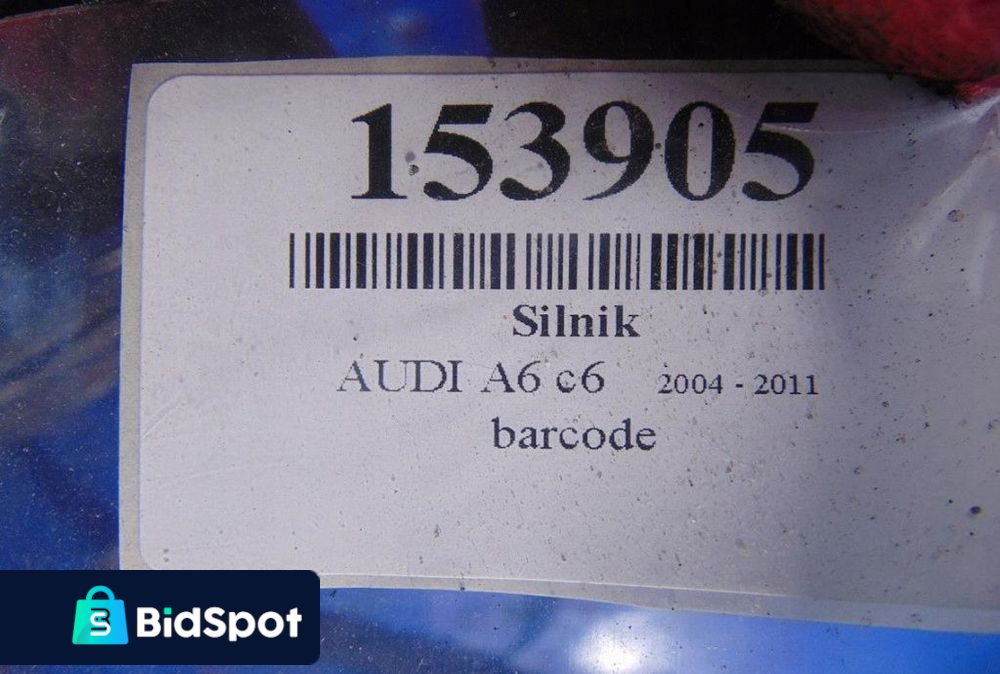 153905
Silnik
AUDI A6 c6 2004 - 2011
barcode
BidSpot